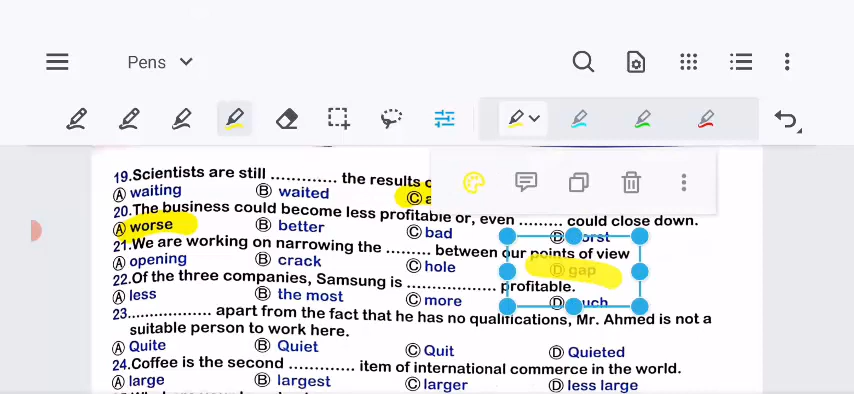 Pens
19.Scientists are still ............. the results
Ⓐ waiting Ⓑ waited Ⓒ
20.The business could become less profitable or, even ......... could close down.
Ⓐ worse Ⓑ better Ⓒ bad Ⓓ
21.We are working on narrowing the ......... between our points of view
Ⓐ opening Ⓑ crack Ⓒ hole Ⓓ gap
22.Of the three companies, Samsung is .................. profitable.
Ⓐ less Ⓑ the most Ⓒ more Ⓓ
23................. apart from the fact that he has no qualifications, Mr. Ahmed is not a
suitable person to work here.
Ⓐ Quite Ⓑ Quiet Ⓒ Quit Ⓓ Quieted
24.Coffee is the second ............. item of international commerce in the world.
Ⓐ large Ⓑ largest Ⓒ larger Ⓓ less large